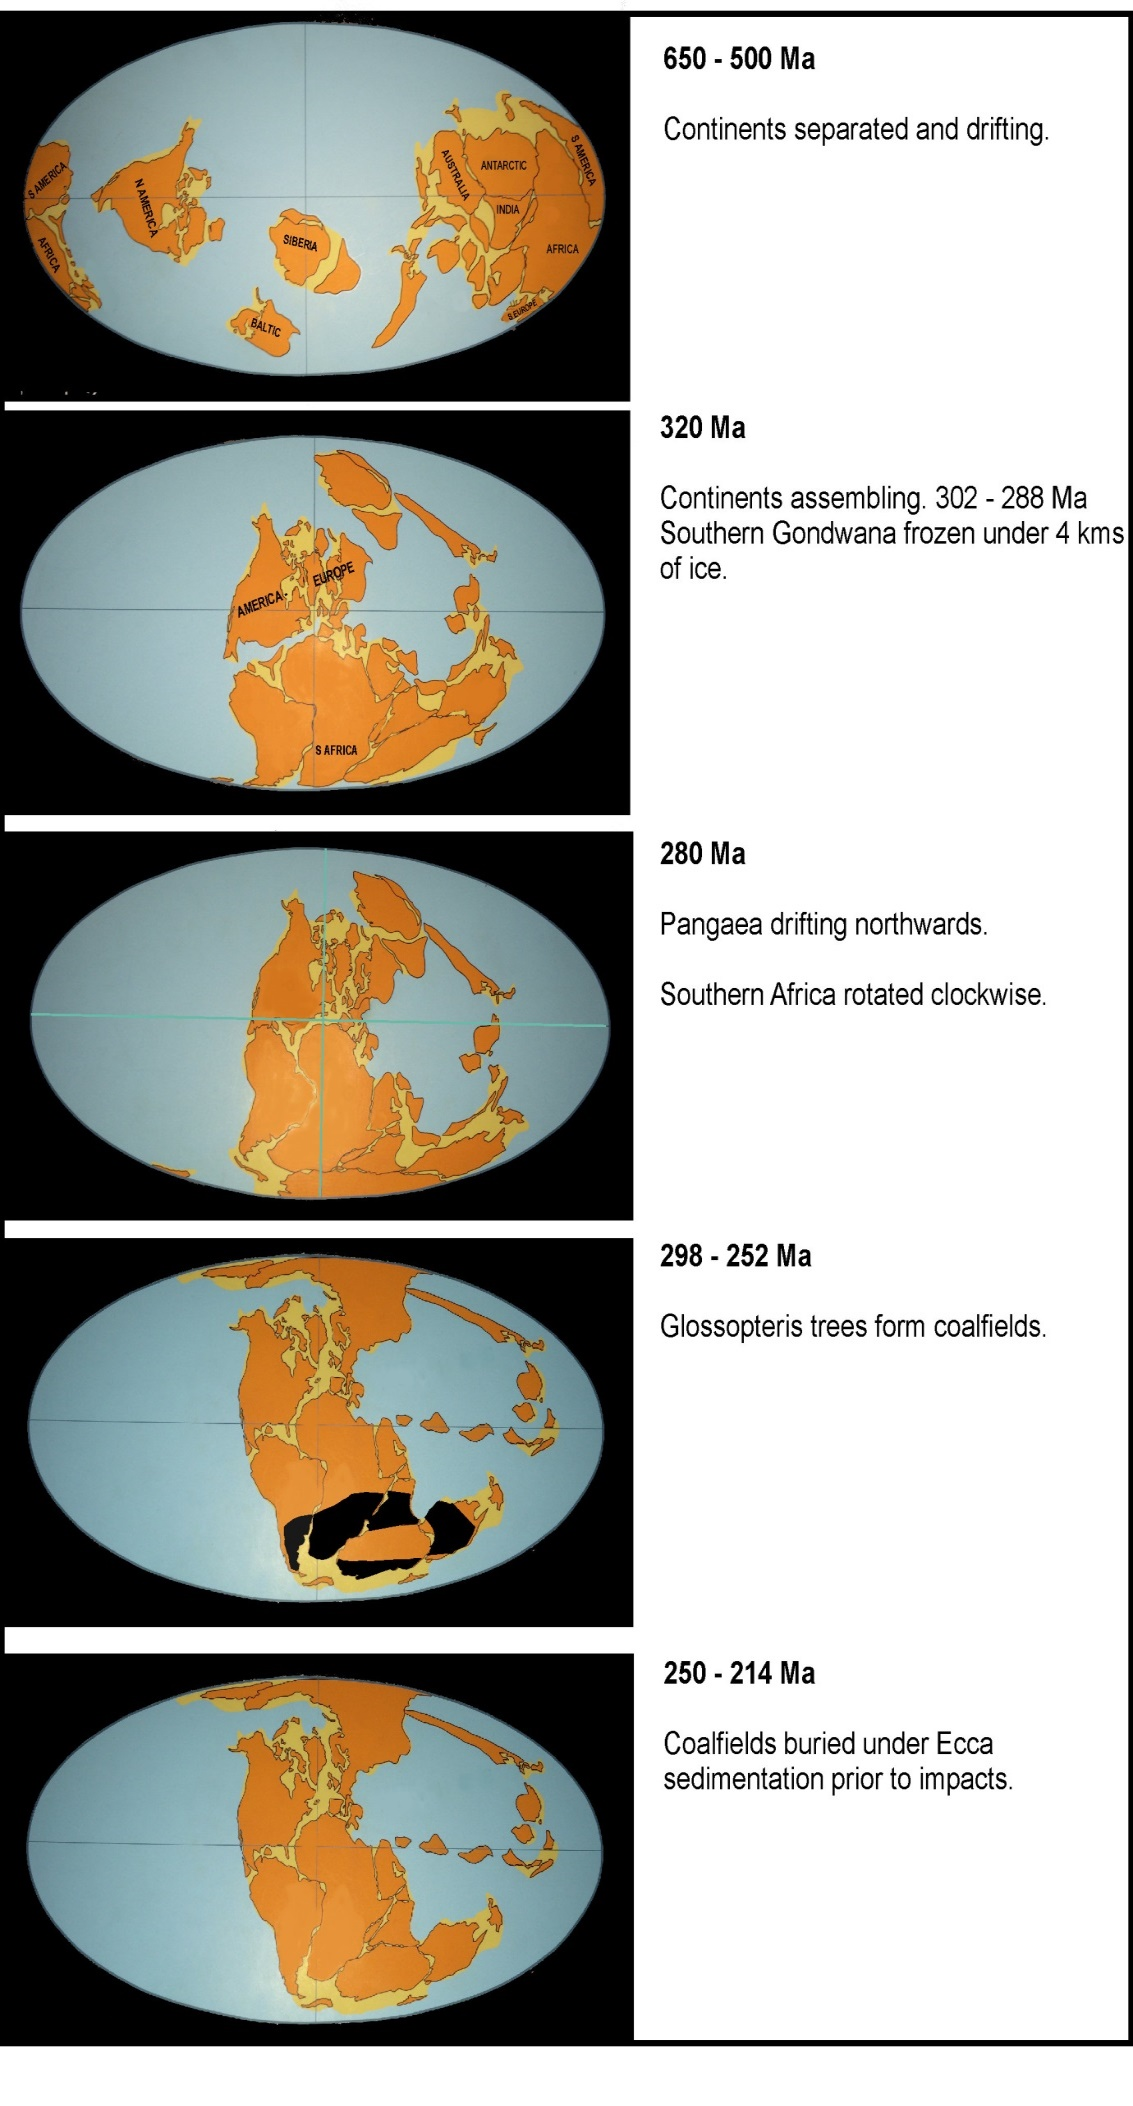 650 - 500 Ma
Continents separated and drifting.
S AMERICA
AFRICA
N AMERICA
SIBERIA
BALTIC
AUSTRALIA
ANTARCTIC
INDIA
S AMERICA
AFRICA
S EUROPE
320 Ma
Continents assembling. 302 - 288 Ma
Southern Gondwana frozen under 4 kms
of ice.
AMERICA
EUROPE
S AFRICA
280 Ma
Pangaea drifting northwards.
Southern Africa rotated clockwise.
298 - 252 Ma
Glossopteris trees form coalfields.
250 - 214 Ma
Coalfields buried under Ecca
sedimentation prior to impacts.